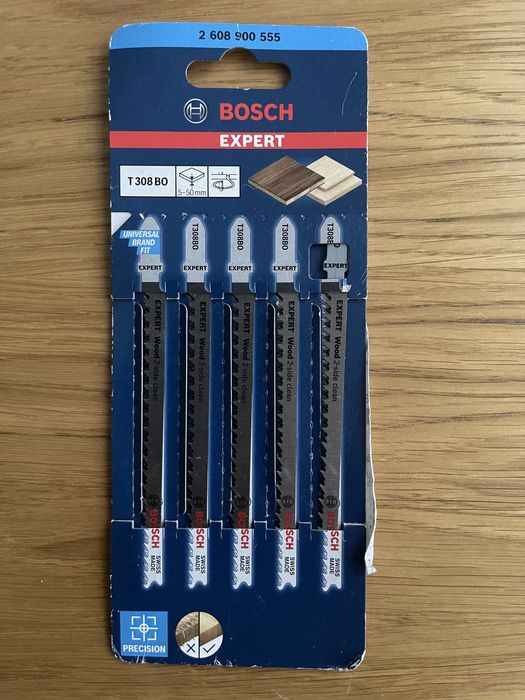 2 608 900 555
BOSCH
EXPERT
T 308 BO
5-50mm
UNIVERSAL
BRAND
FIT
T308BO
T308BO
T308BO
T308B
EXPERT
EXPERT
EXPERT
EXPERT
EXPERT
EXPERT Wood 2-side clean
EXPERT Wood 2-side clean
EXPERT Wood 2-side clean
EXPERT Wood 2-side clean
EXPERT Wood 2-side clean
BOSCH
BOSCH
BOSCH
BOSCH
BOSCH
SWISS
MADE
SWISS
MADE
SWISS
MADE
SWISS
MADE
SWISS
MADE
PRECISION